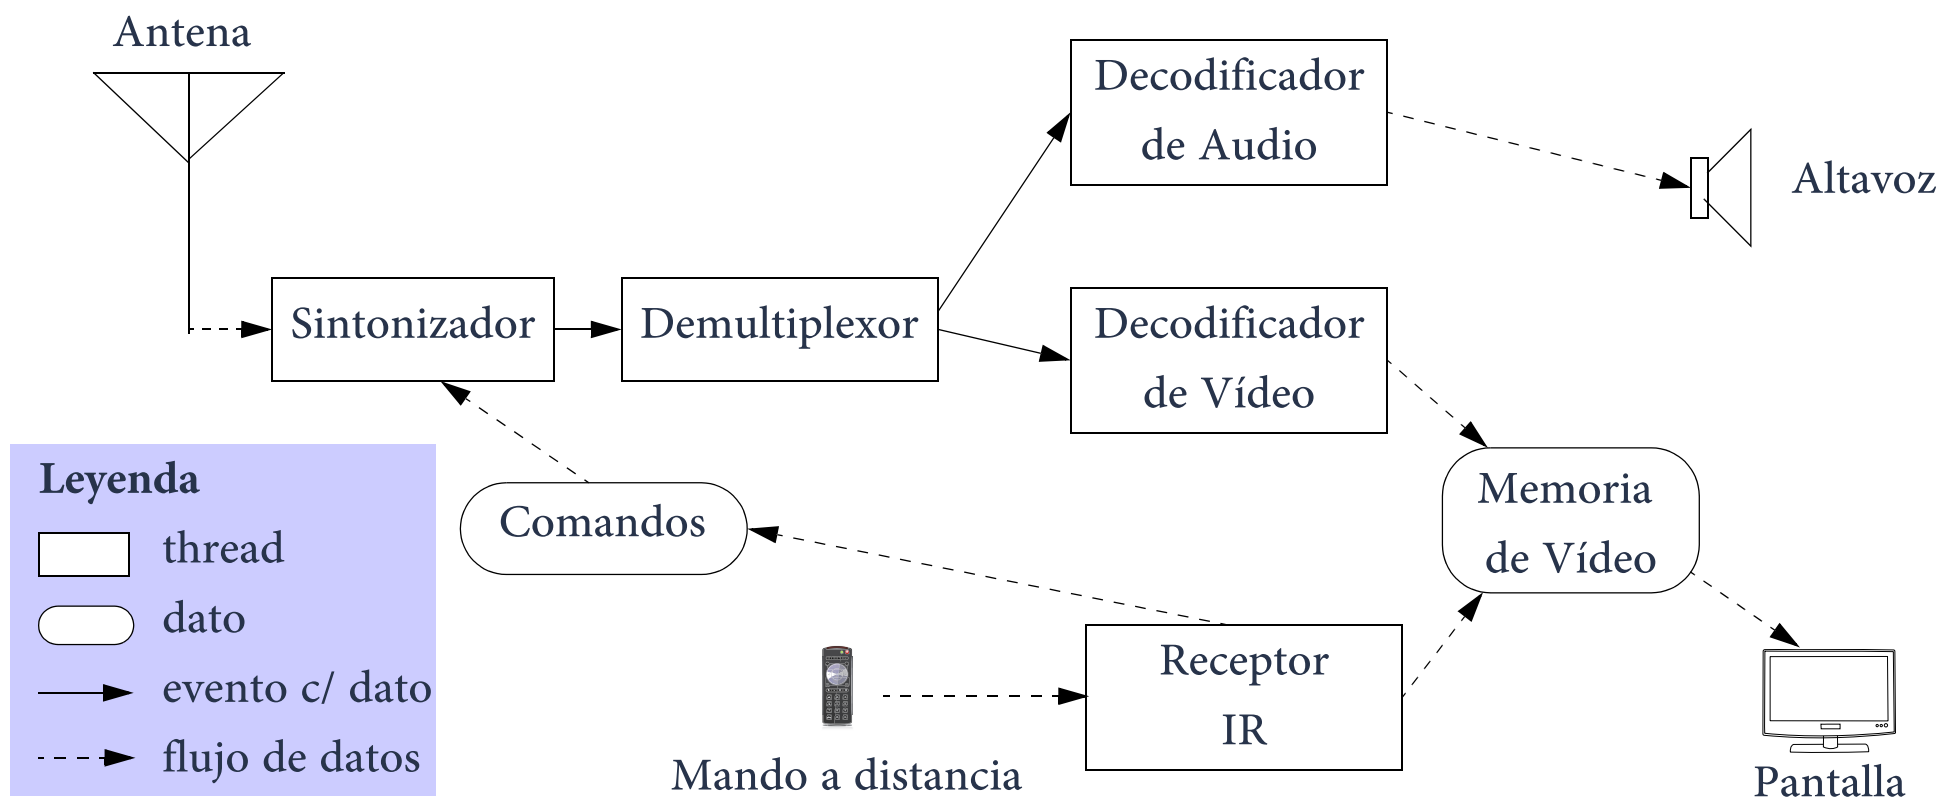 Antena
Decodificador
de Audio
Altavoz
Sintonizador
Demultiplexor
Decodificador
de Vídeo
Leyenda
thread
dato
evento c/ dato
flujo de datos
Comandos
Memoria
de Vídeo
Receptor
IR
Mando a distancia
Pantalla